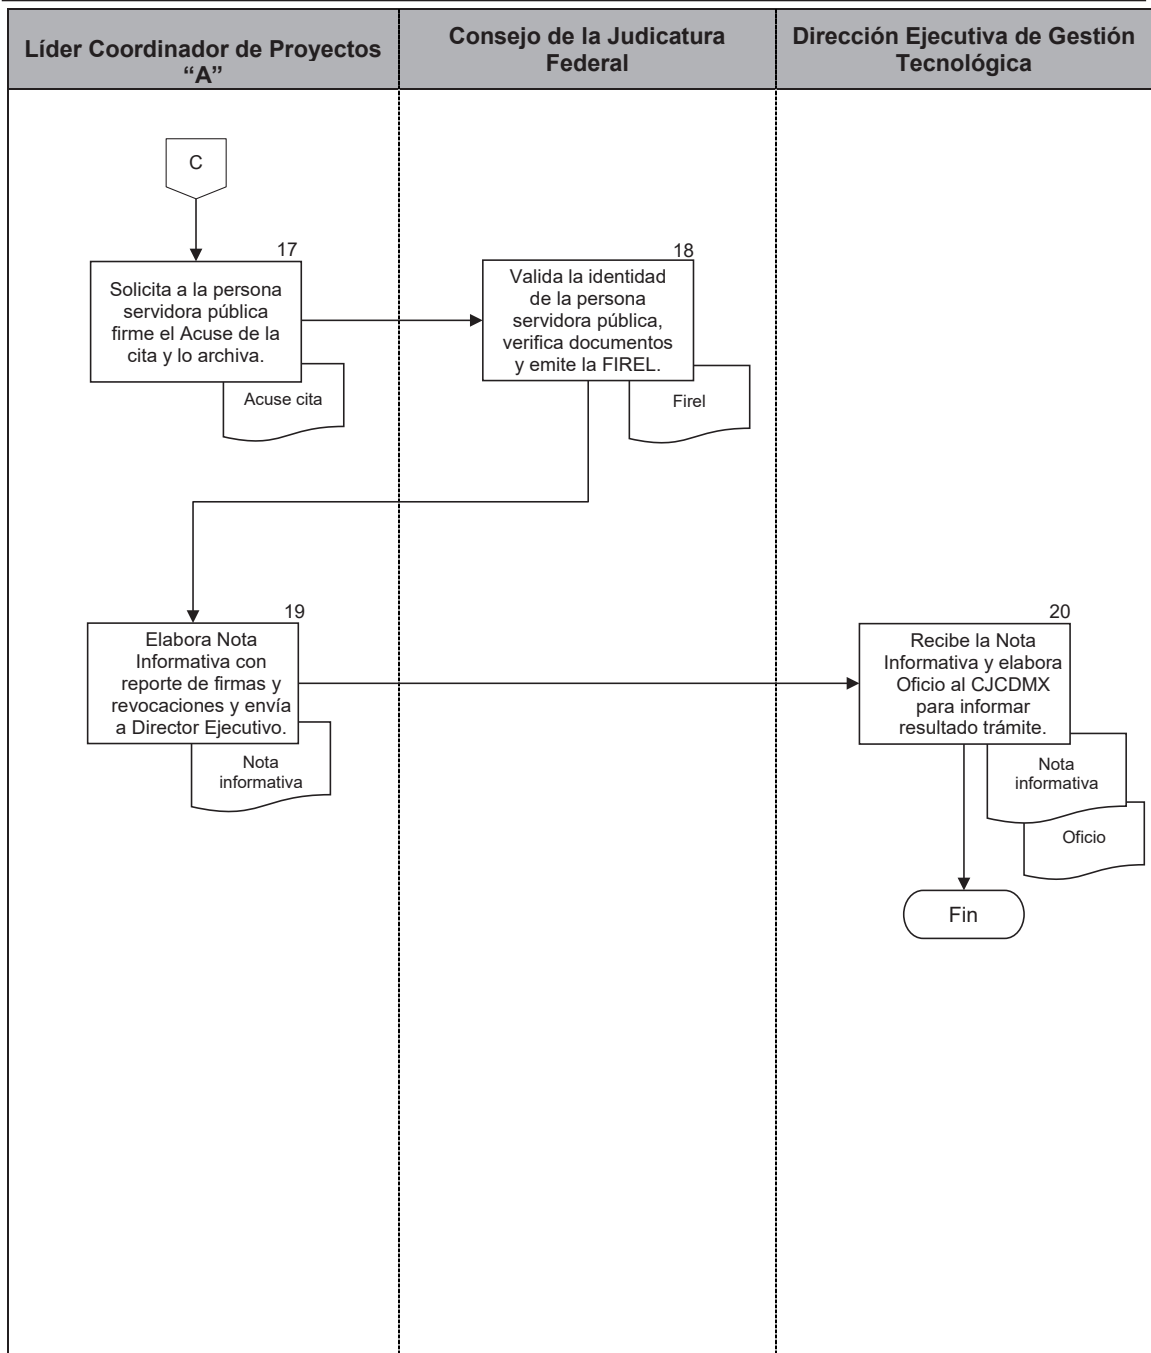 Líder Coordinador de Proyectos
“A”
Consejo de la Judicatura
Federal
Dirección Ejecutiva de Gestión
Tecnológica
C
17
Solicita a la persona
servidora pública
firme el Acuse de la
cita y lo archiva.
Acuse cita
18
Valida la identidad
de la persona
servidora pública,
verifica documentos
y emite la FIREL.
Firel
19
Elabora Nota
Informativa con
reporte de firmas y
revocaciones y envía
a Director Ejecutivo.
Nota
informativa
20
Recibe la Nota
Informativa y elabora
Oficio al CJCDMX
para informar
resultado trámite.
Nota
informativa
Oficio
Fin